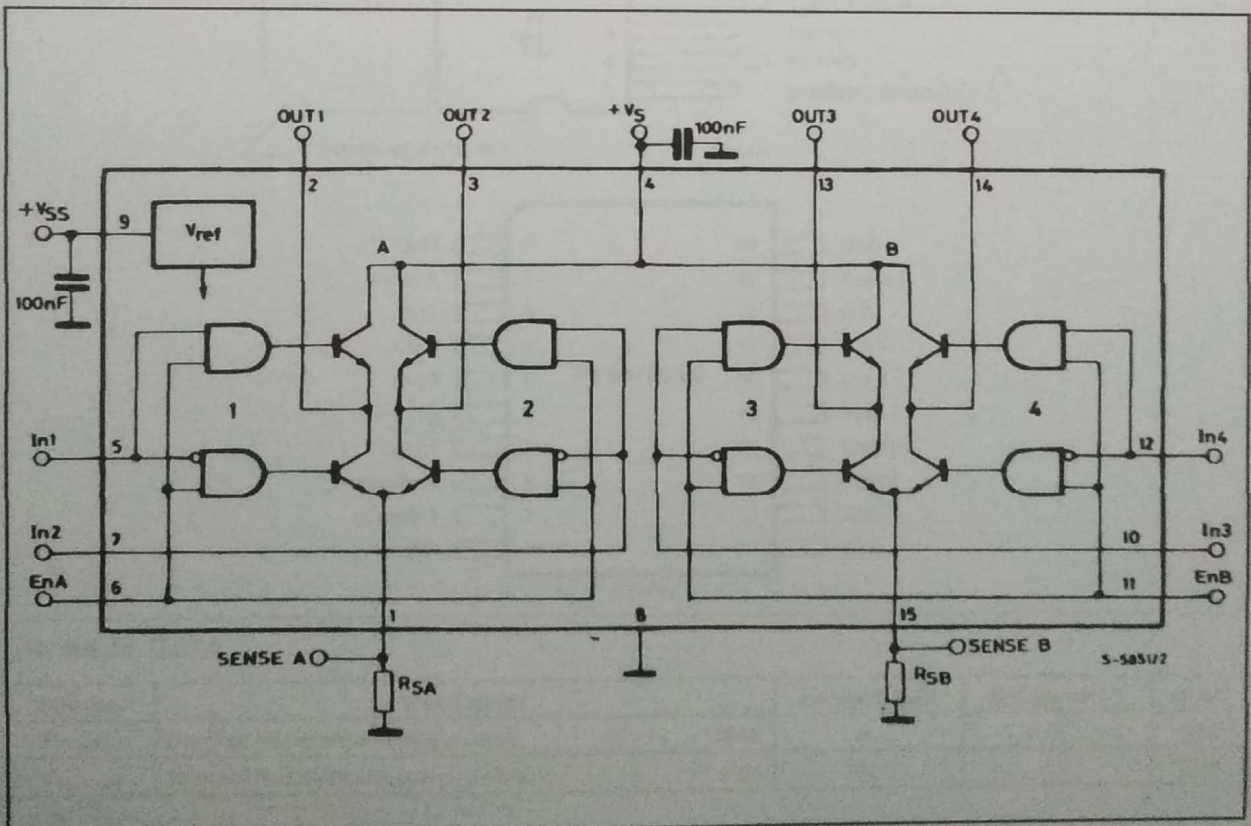 OUT1 OUT2 +VS 100nF OUT3 OUT4
2 3 4 13 14
+VSS 9 Vref
A B
100nF
1 2 3 4
In1 5 12 In4
In2 7 10 In3
EnA 6 11 EnB
1 8 15
SENSE A SENSE B S-5851/2
RSA RSB